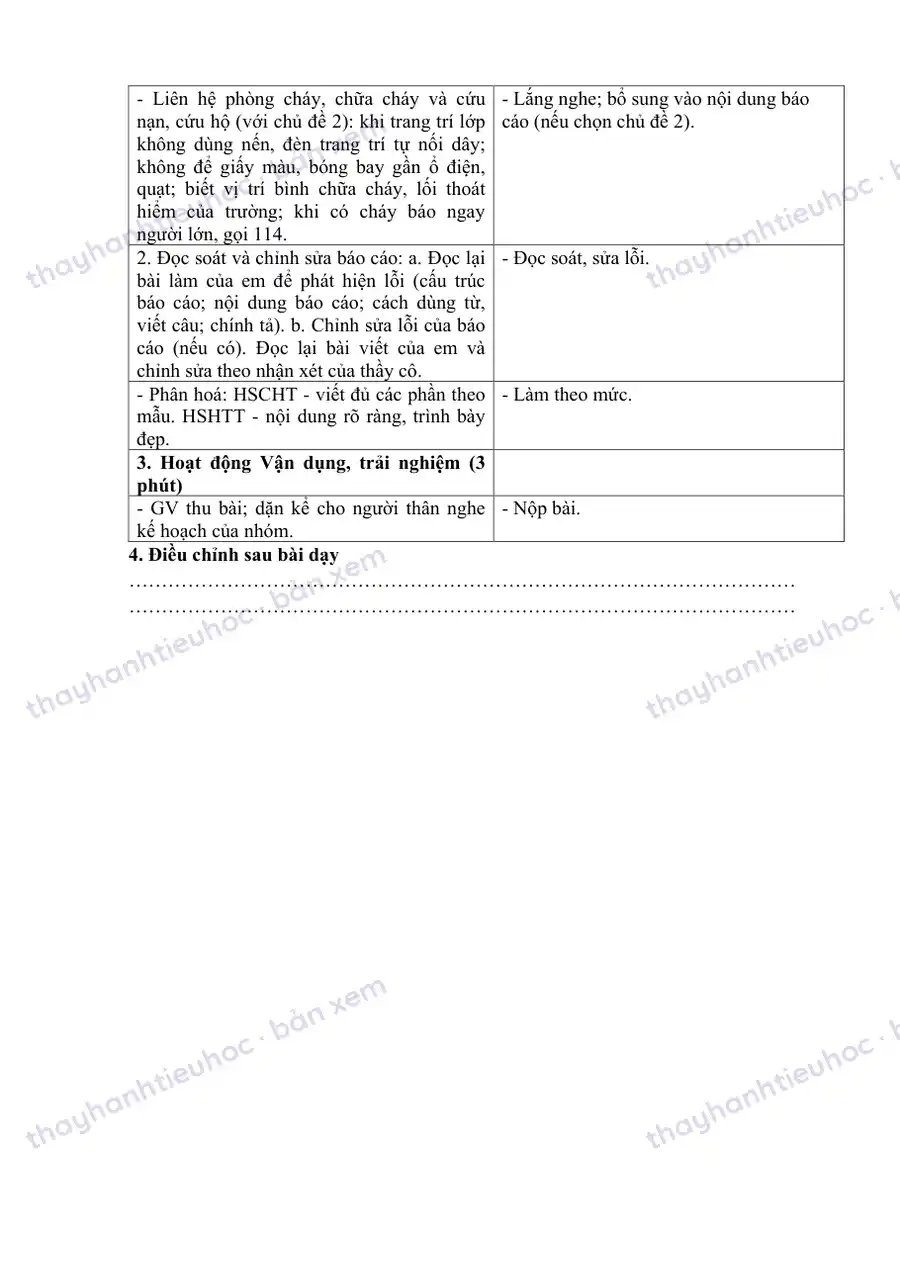 - Liên hệ phòng cháy, chữa cháy và cứu
nạn, cứu hộ (với chủ đề 2): khi trang trí lớp
không dùng nến, đèn trang trí tự nối dây;
không để giấy màu, bóng bay gần ổ điện,
quạt; biết vị trí bình chữa cháy, lối thoát
hiểm của trường; khi có cháy báo ngay
người lớn, gọi 114.
- Lắng nghe; bổ sung vào nội dung báo
cáo (nếu chọn chủ đề 2).
2. Đọc soát và chỉnh sửa báo cáo: a. Đọc lại
bài làm của em để phát hiện lỗi (cấu trúc
báo cáo; nội dung báo cáo; cách dùng từ,
viết câu; chính tả). b. Chỉnh sửa lỗi của báo
cáo (nếu có). Đọc lại bài viết của em và
chỉnh sửa theo nhận xét của thầy cô.
- Đọc soát, sửa lỗi.
- Phân hoá: HSCHT - viết đủ các phần theo
mẫu. HSHTT - nội dung rõ ràng, trình bày
đẹp.
- Làm theo mức.
3. Hoạt động Vận dụng, trải nghiệm (3
phút)
- GV thu bài; dặn kể cho người thân nghe
kế hoạch của nhóm.
- Nộp bài.
4. Điều chỉnh sau bài dạy
……………………………………………………………………………………………
……………………………………………………………………………………………
thayhanhtieuhoc · bản xem
thayhanhtieuhoc · b
thayhanhtieuhoc · bản xem
thayhanhtieuhoc · b
thayhanhtieuhoc · bản xem
thayhanhtieuhoc · b